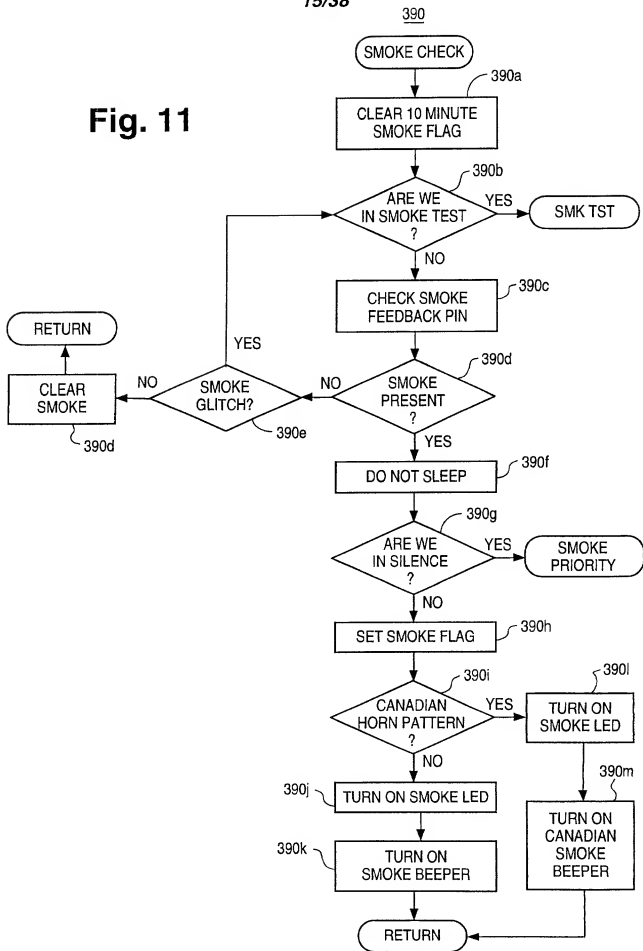 15/38
390
SMOKE CHECK
390a
Fig. 11
CLEAR 10 MINUTE
SMOKE FLAG
390b
ARE WE
IN SMOKE TEST
?
YES
SMK TST
NO
390c
CHECK SMOKE
FEEDBACK PIN
390d
SMOKE
PRESENT
?
NO
YES
SMOKE
GLITCH?
390e
YES
NO
CLEAR
SMOKE
390d
RETURN
DO NOT SLEEP
390f
390g
ARE WE
IN SILENCE
?
YES
SMOKE
PRIORITY
NO
SET SMOKE FLAG
390h
390i
CANADIAN
HORN PATTERN
?
YES
390l
TURN ON
SMOKE LED
NO
390j
TURN ON SMOKE LED
390m
TURN ON
CANADIAN
SMOKE
BEEPER
390k
TURN ON
SMOKE BEEPER
RETURN